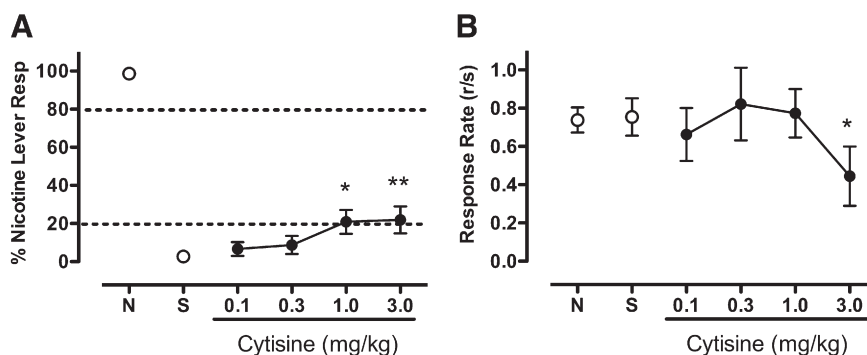 A
% Nicotine Lever Resp
100
80
60
40
20
0
*
**
N S 0.1 0.3 1.0 3.0
Cytisine (mg/kg)
B
Response Rate (r/s)
1.0
0.8
0.6
0.4
0.2
0.0
*
N S 0.1 0.3 1.0 3.0
Cytisine (mg/kg)